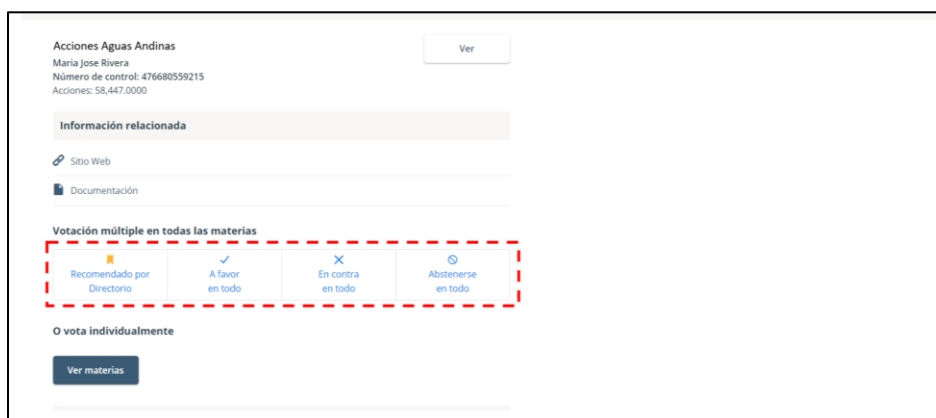 Acciones Aguas Andinas
Ver
Maria Jose Rivera
Número de control: 476680559215
Acciones: 58,447.0000
Información relacionada
Sitio Web
Documentación
Votación múltiple en todas las materias
Recomendado por
Directorio
A favor
en todo
En contra
en todo
Abstenerse
en todo
O vota individualmente
Ver materias